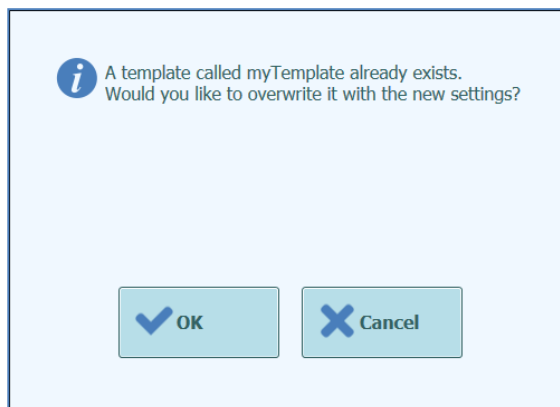 A template called myTemplate already exists.
Would you like to overwrite it with the new settings?
OK
Cancel